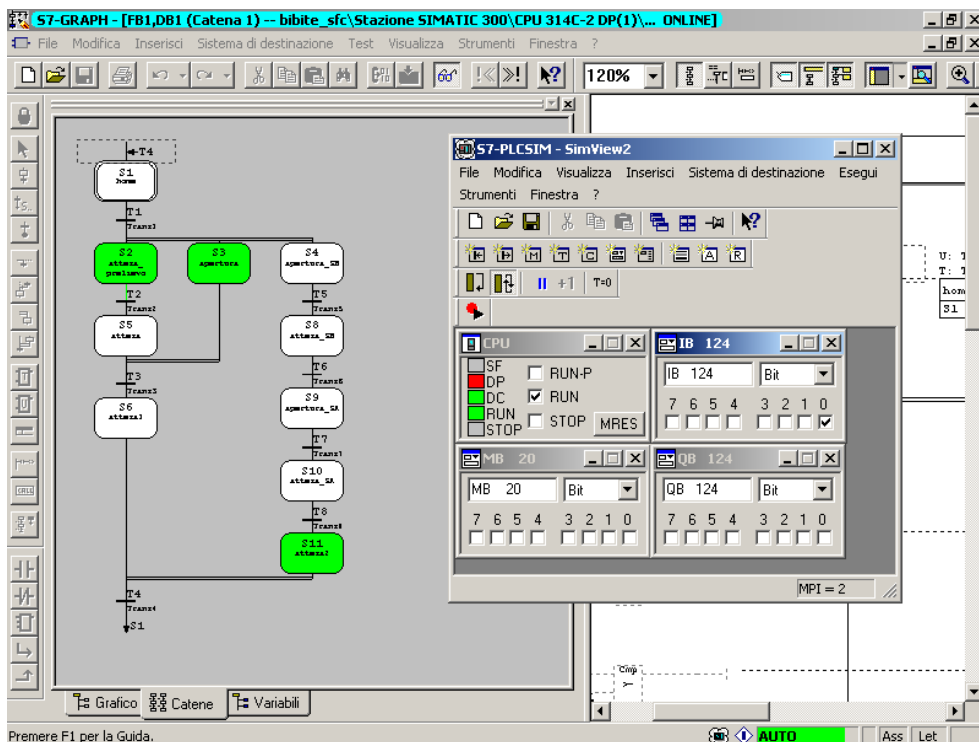 S7-GRAPH - [FB1,DB1 (Catena 1) -- bibite_sfc\Stazione SIMATIC 300\CPU 314C-2 DP(1)\... ONLINE]
File Modifica Inserisci Sistema di destinazione Test Visualizza Strumenti Finestra ?
120%
T4
S1
home
T1
Trans1
S2
attesa_
prelievo
S3
apertura
S4
apertura_SB
T2
Trans2
T5
Trans5
S5
attesa
S8
attesa_SB
T3
Trans3
T6
Trans6
S6
attesa1
S9
apertura_SA
T7
Trans7
S10
attesa_SA
T8
Trans8
S11
attesa2
T4
Trans4
S1
Grafico Catene Variabili
S7-PLCSIM - SimView2
File Modifica Visualizza Inserisci Sistema di destinazione Esegui
Strumenti Finestra ?
+1 T=0
CPU
SF
DP
DC
RUN
STOP
RUN-P
RUN
STOP
MRES
IB 124
IB 124 Bit
7 6 5 4 3 2 1 0
MB 20
MB 20 Bit
7 6 5 4 3 2 1 0
QB 124
QB 124 Bit
7 6 5 4 3 2 1 0
MPI = 2
U: T
T: T
hom
S1
Cmp
Premere F1 per la Guida.
AUTO
Ass Let